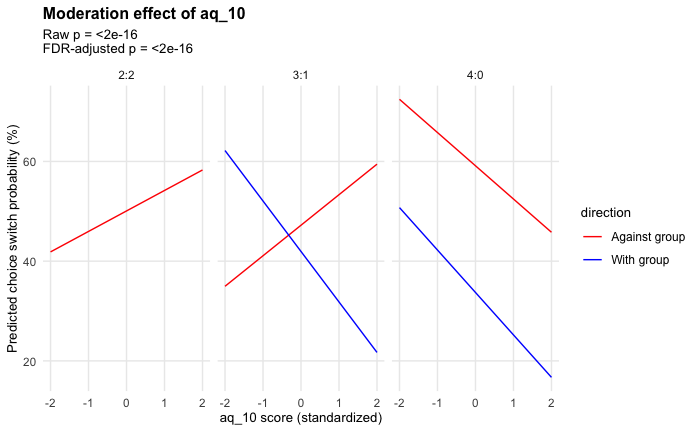 Moderation effect of aq_10
Raw p = <2e-16
FDR-adjusted p = <2e-16
2:2
3:1
4:0
Predicted choice switch probability (%)
60
40
20
direction
Against group
With group
-2 -1 0 1 2
-2 -1 0 1 2
-2 -1 0 1 2
aq_10 score (standardized)